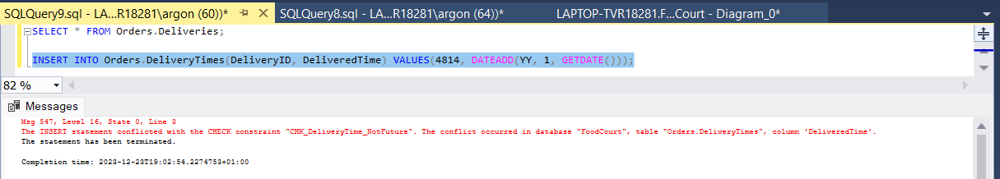 SQLQuery9.sql - LA...R18281\argon (60))*
SQLQuery8.sql - LA...R18281\argon (64))*
LAPTOP-TVR18281.F...Court - Diagram_0*
SELECT * FROM Orders.Deliveries;
INSERT INTO Orders.DeliveryTimes(DeliveryID, DeliveredTime) VALUES(4814, DATEADD(YY, 1, GETDATE()));
82 %
Messages
Msg 547, Level 16, State 0, Line 3
The INSERT statement conflicted with the CHECK constraint "CHK_DeliveryTime_NotFuture". The conflict occurred in database "FoodCourt", table "Orders.DeliveryTimes", column 'DeliveredTime'.
The statement has been terminated.
Completion time: 2023-12-23T19:02:54.2274753+01:00